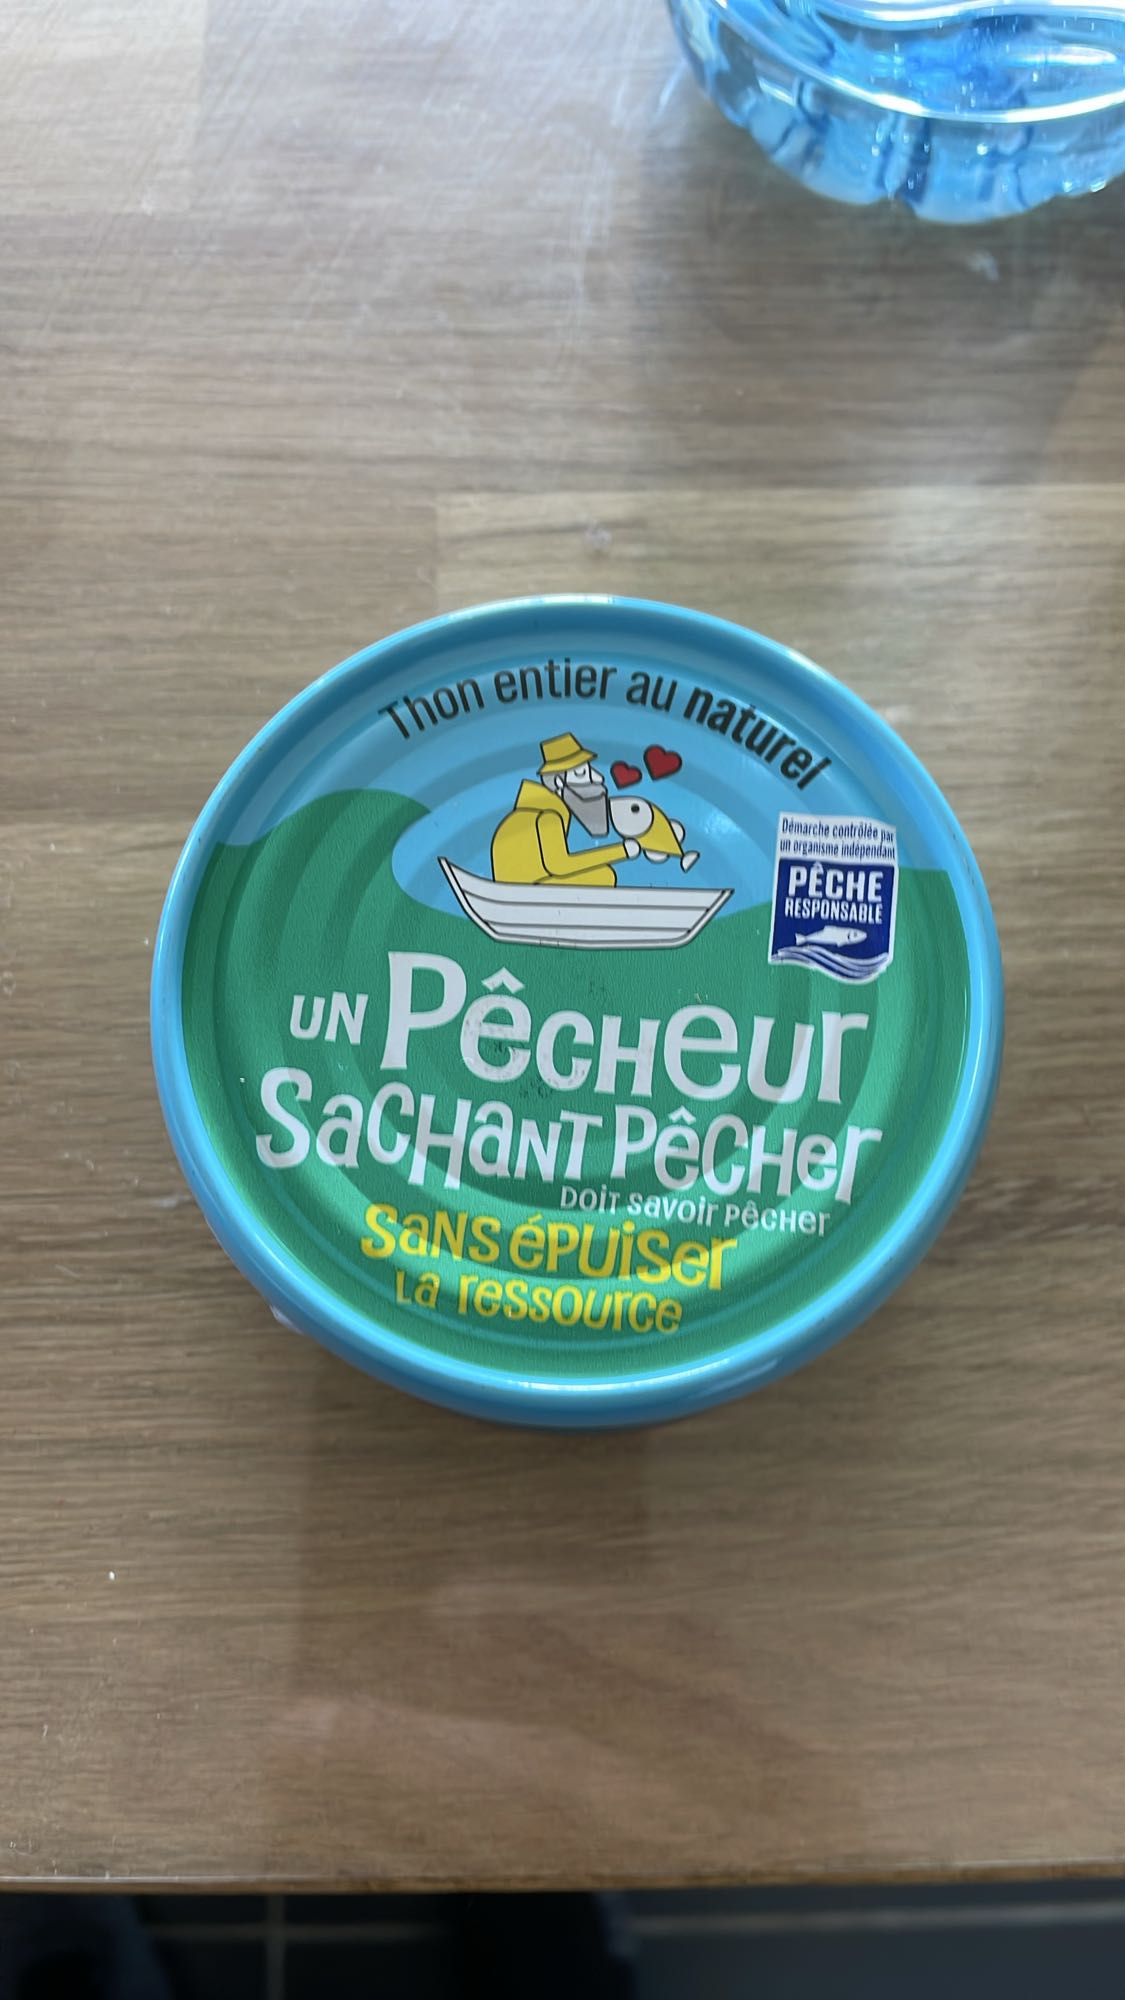 Thon entier au naturel
Démarche contrôlée par
un organisme indépendant
PÊCHE
RESPONSABLE
UN PêCHeur
SaCHaNT PêCHer
DOiT savoir PêCHer
SaNS éPUiSer
La ressource